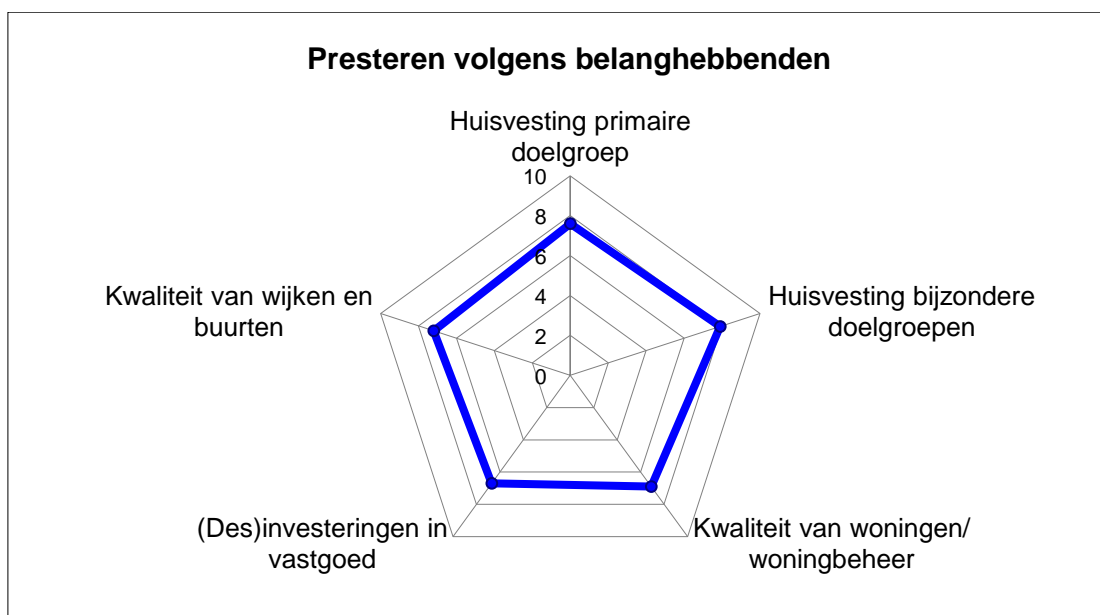 Presteren volgens belanghebbenden
Huisvesting primaire
doelgroep
10
8
6
4
2
0
Huisvesting bijzondere
doelgroepen
Kwaliteit van woningen/
woningbeheer
(Des)investeringen in
vastgoed
Kwaliteit van wijken en
buurten